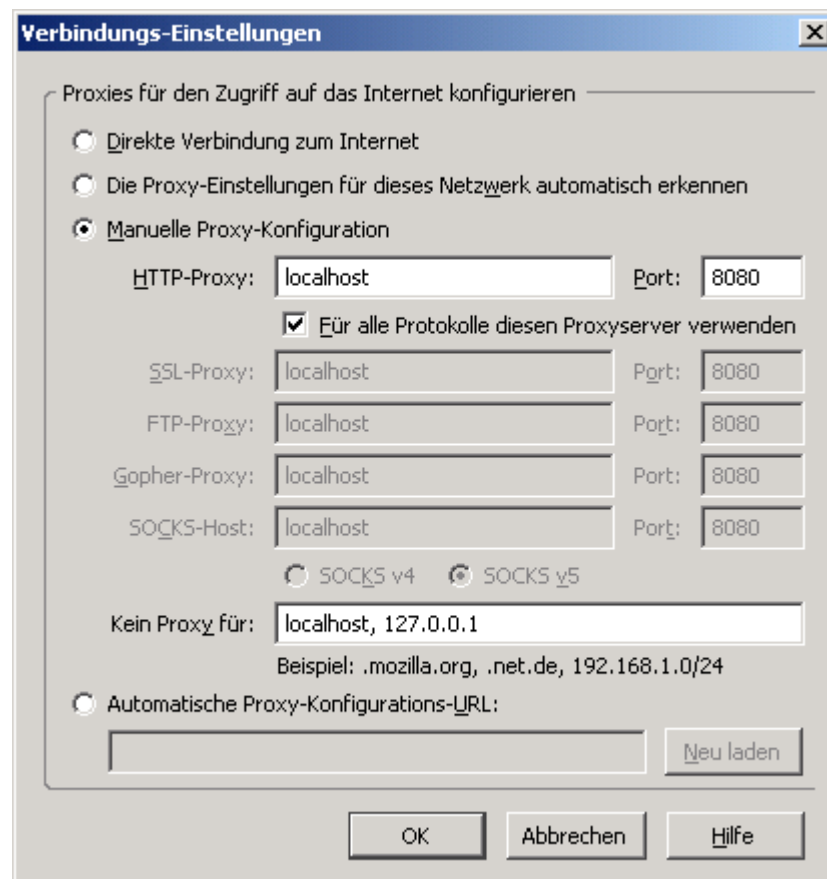 Verbindungs-Einstellungen
Proxies für den Zugriff auf das Internet konfigurieren
Direkte Verbindung zum Internet
Die Proxy-Einstellungen für dieses Netzwerk automatisch erkennen
Manuelle Proxy-Konfiguration
HTTP-Proxy: localhost Port: 8080
Für alle Protokolle diesen Proxyserver verwenden
SSL-Proxy: localhost Port: 8080
FTP-Proxy: localhost Port: 8080
Gopher-Proxy: localhost Port: 8080
SOCKS-Host: localhost Port: 8080
SOCKS v4 SOCKS v5
Kein Proxy für: localhost, 127.0.0.1
Beispiel: .mozilla.org, .net.de, 192.168.1.0/24
Automatische Proxy-Konfigurations-URL:
Neu laden
OK Abbrechen Hilfe